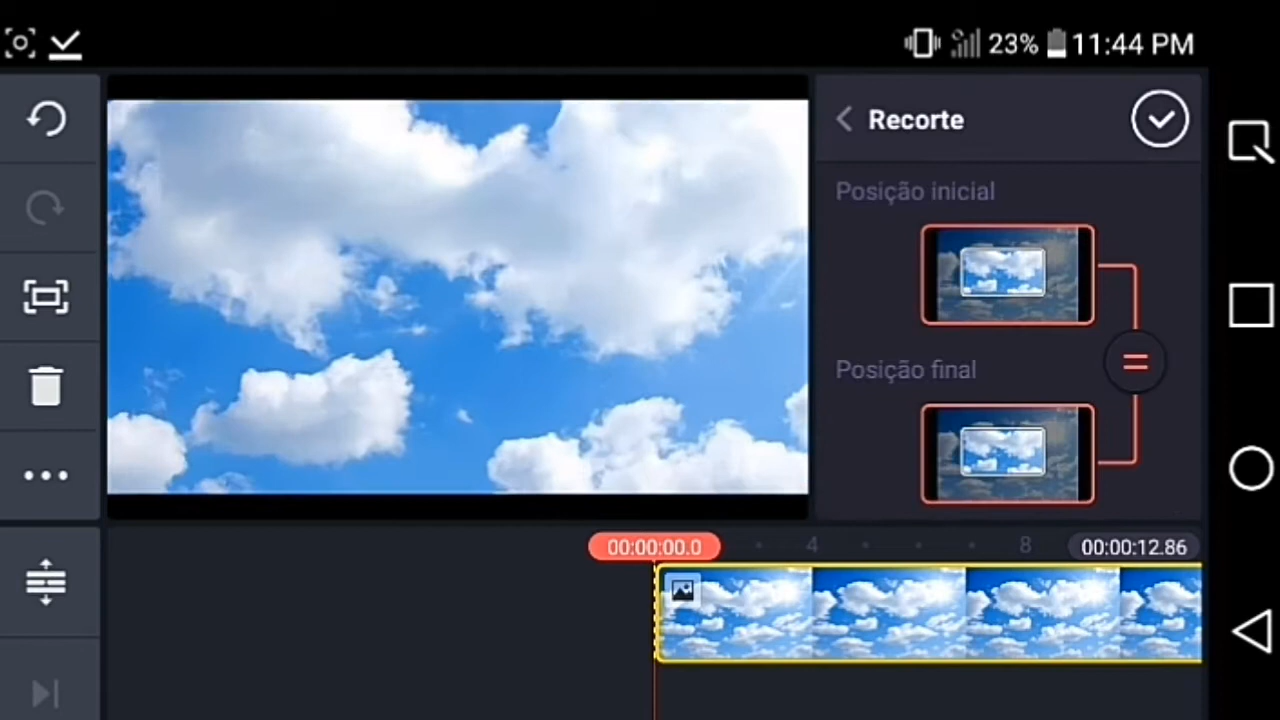 23% 11:44 PM
Recorte
Posição inicial
Posição final
00:00:00.0 4 8 00:00:12.86